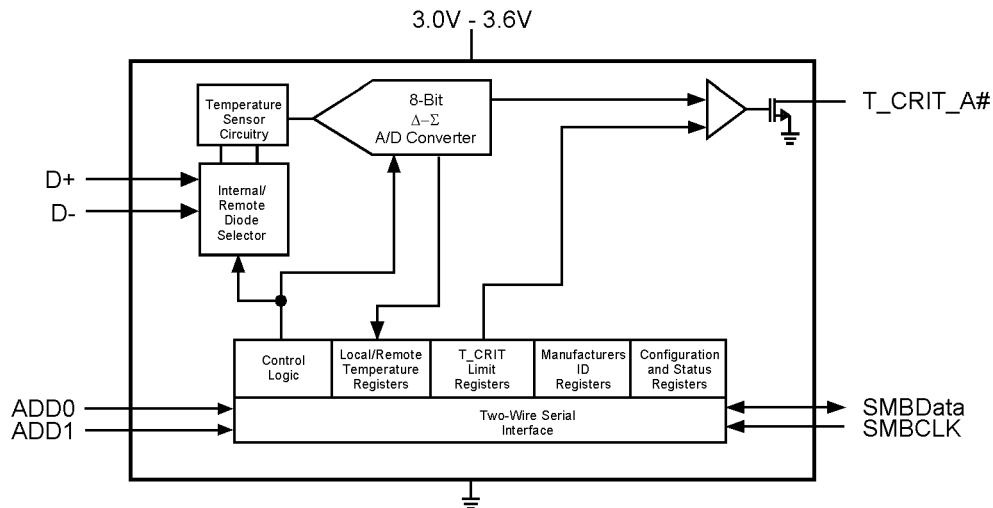 3.0V - 3.6V
Temperature
Sensor
Circuitry
8-Bit
Δ–Σ
A/D Converter
T_CRIT_A#
D+
D-
Internal/
Remote
Diode
Selector
Control
Logic
Local/Remote
Temperature
Registers
T_CRIT
Limit
Registers
Manufacturers
ID
Registers
Configuration
and Status
Registers
ADD0
ADD1
Two-Wire Serial
Interface
SMBData
SMBCLK